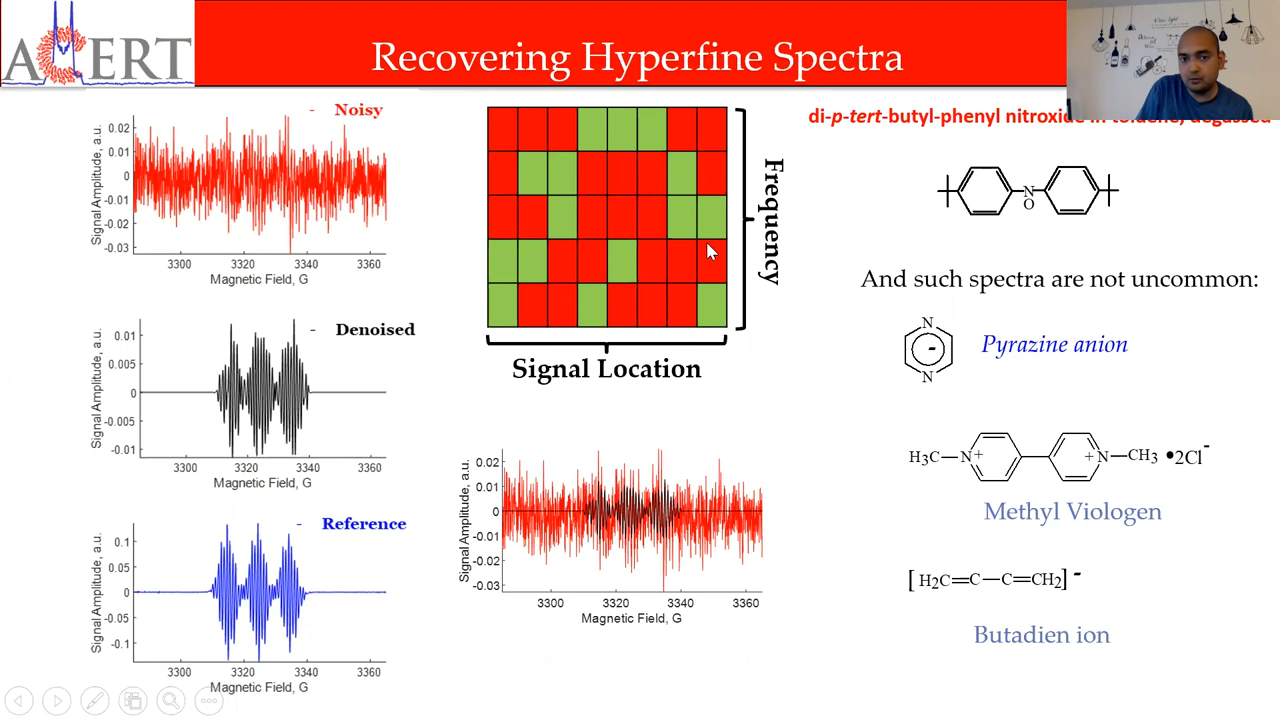 ACERT
Recovering Hyperfine Spectra
- Noisy
Signal Amplitude, a.u.
0.02
0.01
0
-0.01
-0.02
-0.03
3300 3320 3340 3360
Magnetic Field, G
- Denoised
Signal Amplitude, a.u.
0.01
0.005
0
-0.005
-0.01
3300 3320 3340 3360
Magnetic Field, G
- Reference
Signal Amplitude, a.u.
0.1
0.05
0
-0.05
-0.1
3300 3320 3340 3360
Magnetic Field, G
Frequency
Signal Location
Signal Amplitude, a.u.
0.02
0.01
0
-0.01
-0.02
-0.03
3300 3320 3340 3360
Magnetic Field, G
di-p-tert-butyl-phenyl nitroxide in toluene, degassed
N
O
And such spectra are not uncommon:
N
-
N
Pyrazine anion
H3C N+ +N CH3 •2Cl-
Methyl Viologen
[H2C=C-C=CH2]-
Butadien ion